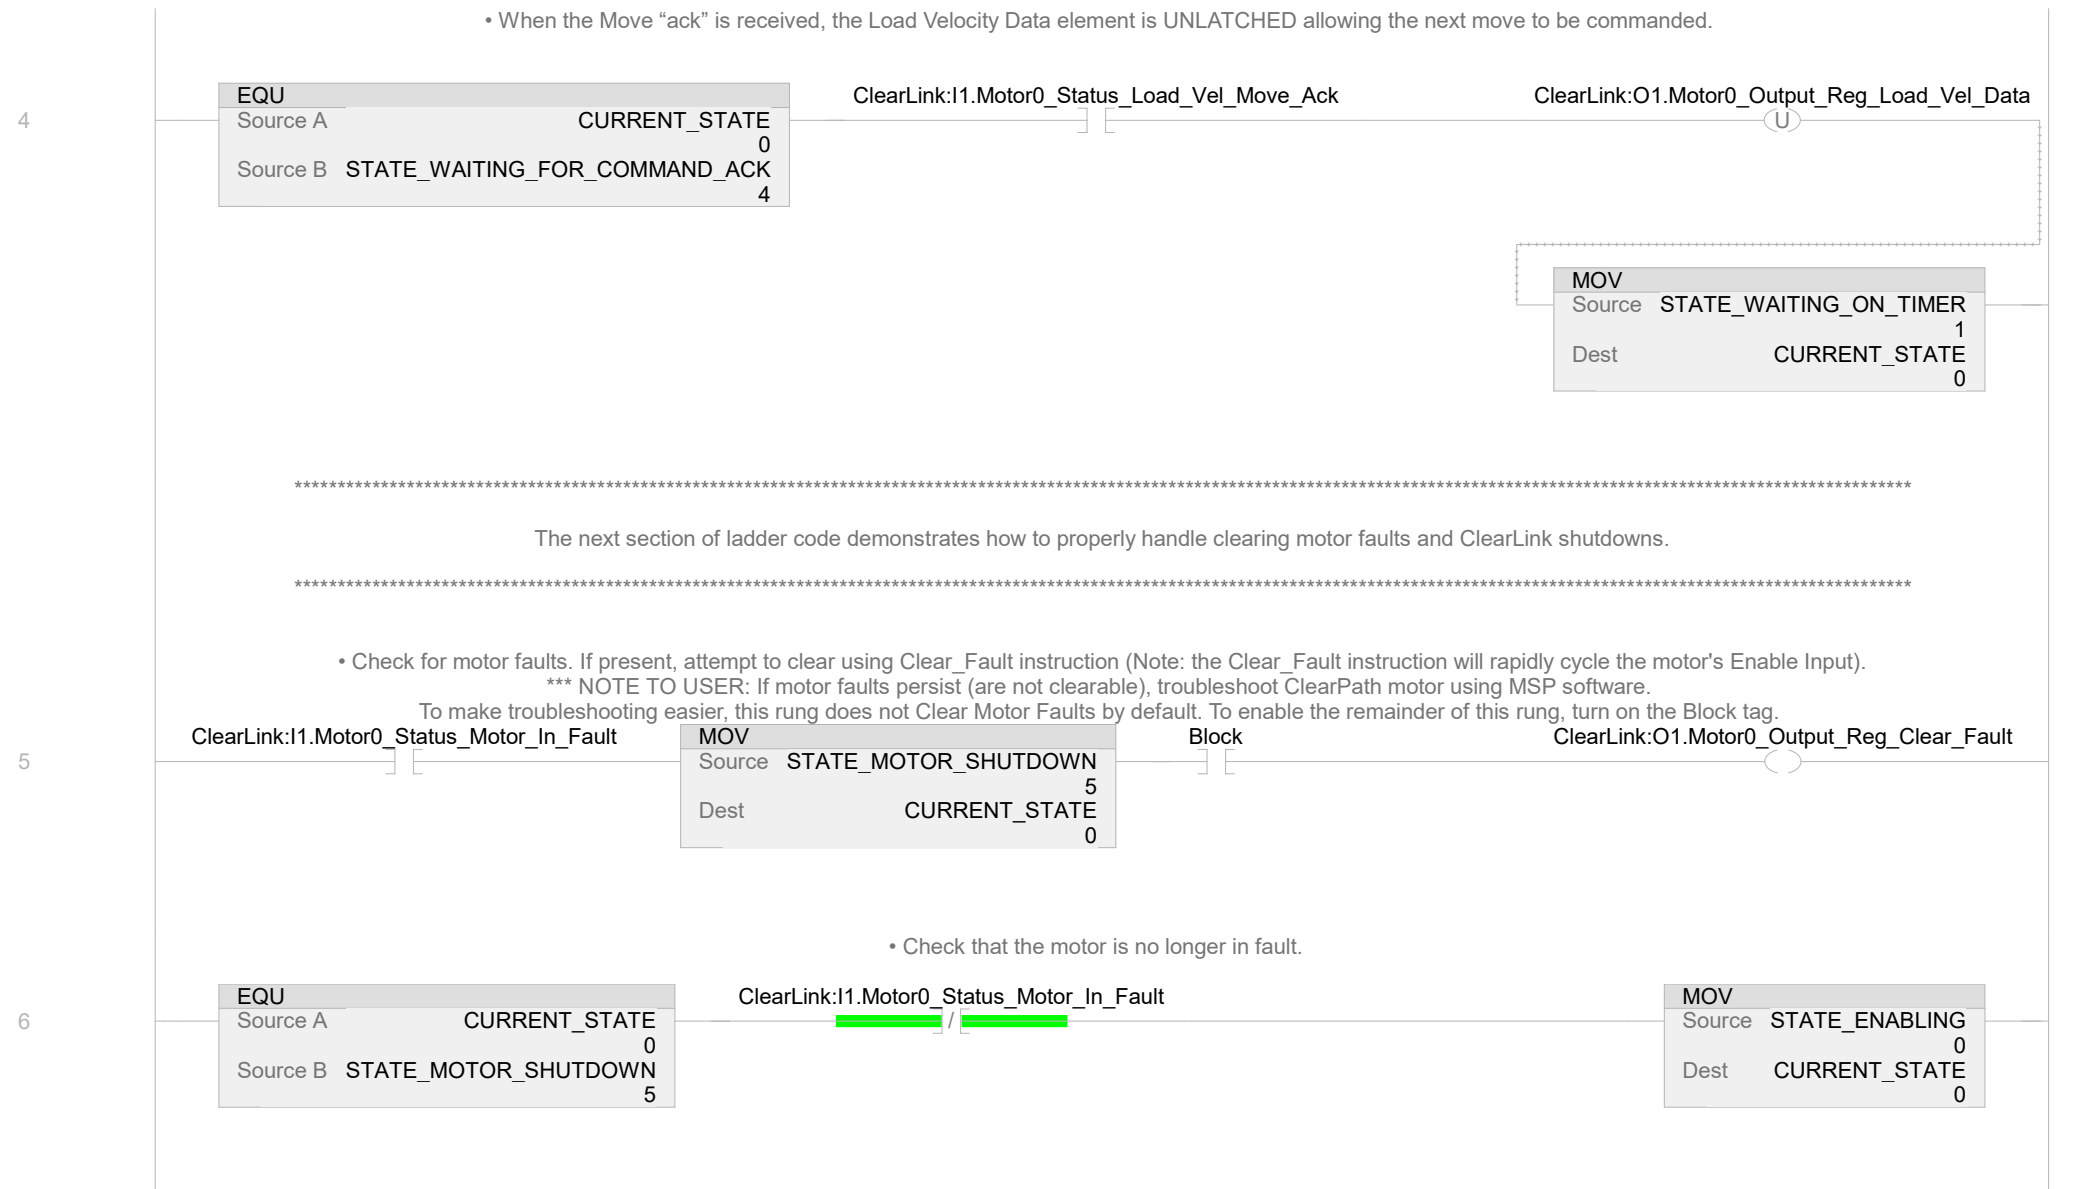 • When the Move “ack” is received, the Load Velocity Data element is UNLATCHED allowing the next move to be commanded.
4
EQU
Source A CURRENT_STATE
0
Source B STATE_WAITING_FOR_COMMAND_ACK
4
ClearLink:I1.Motor0_Status_Load_Vel_Move_Ack
ClearLink:O1.Motor0_Output_Reg_Load_Vel_Data
U
MOV
Source STATE_WAITING_ON_TIMER
1
Dest CURRENT_STATE
0
******************************************************************************************************************************************************************************************
The next section of ladder code demonstrates how to properly handle clearing motor faults and ClearLink shutdowns.
******************************************************************************************************************************************************************************************
• Check for motor faults. If present, attempt to clear using Clear_Fault instruction (Note: the Clear_Fault instruction will rapidly cycle the motor's Enable Input).
*** NOTE TO USER: If motor faults persist (are not clearable), troubleshoot ClearPath motor using MSP software.
To make troubleshooting easier, this rung does not Clear Motor Faults by default. To enable the remainder of this rung, turn on the Block tag.
5
ClearLink:I1.Motor0_Status_Motor_In_Fault
MOV
Source STATE_MOTOR_SHUTDOWN
5
Dest CURRENT_STATE
0
Block
ClearLink:O1.Motor0_Output_Reg_Clear_Fault
• Check that the motor is no longer in fault.
6
EQU
Source A CURRENT_STATE
0
Source B STATE_MOTOR_SHUTDOWN
5
ClearLink:I1.Motor0_Status_Motor_In_Fault
/
MOV
Source STATE_ENABLING
0
Dest CURRENT_STATE
0